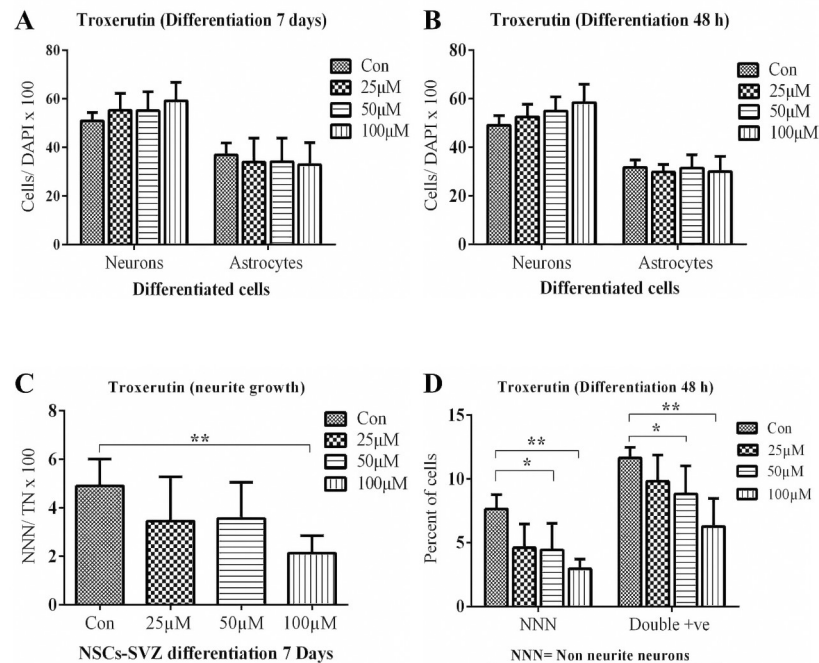 A
Troxerutin (Differentiation 7 days)
Cells/ DAPI x 100
80
60
40
20
0
Con
25µM
50µM
100µM
Neurons
Astrocytes
Differentiated cells
B
Troxerutin (Differentiation 48 h)
Cells/ DAPI x 100
80
60
40
20
0
Con
25µM
50µM
100µM
Neurons
Astrocytes
Differentiated cells
C
Troxerutin (neurite growth)
NNN/ TN x 100
8
6
4
2
0
**
Con
25µM
50µM
100µM
Con
25µM
50µM
100µM
NSCs-SVZ differentiation 7 Days
D
Troxerutin (Differentiation 48 h)
Percent of cells
15
10
5
0
**
*
**
*
Con
25µM
50µM
100µM
NNN
Double +ve
NNN= Non neurite neurons